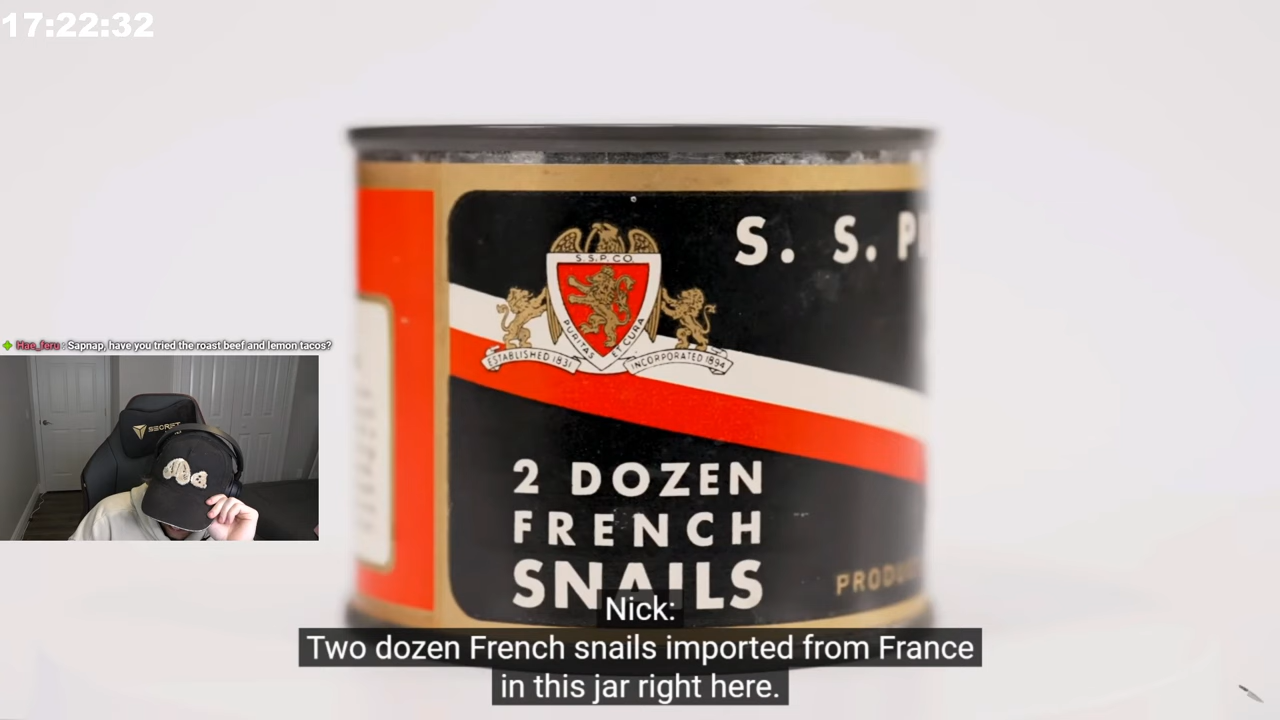 17:22:32
S. S. P
S.S.P.CO.
PURITAS ET CURA
ESTABLISHED 1831
INCORPORATED 1894
Hae_feru: Sapnap, have you tried the roast beef and lemon tacos?
SECRET
2 DOZEN
FRENCH
SNAILS
Nick:
Two dozen French snails imported from France
in this jar right here.